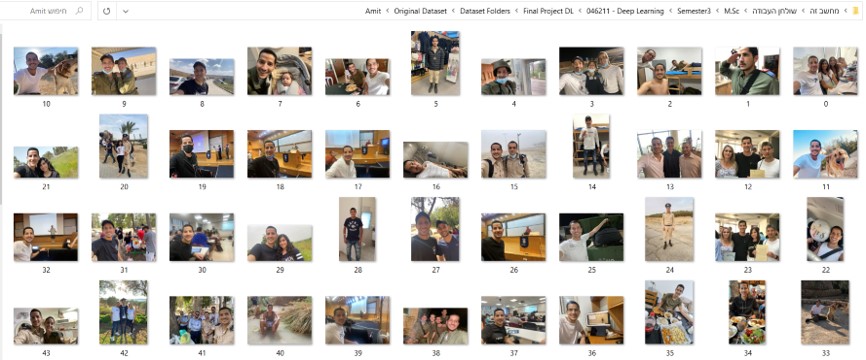 מחשב זה › שולחן העבודה › M.Sc › Semester3 › 046211 - Deep Learning › Final Project DL › Dataset Folders › Original Dataset › Amit
חיפוש Amit
0 1 2 3 4 5 6 7 8 9 10
11 12 13 14 15 16 17 18 19 20 21
22 23 24 25 26 27 28 29 30 31 32
33 34 35 36 37 38 39 40 41 42 43